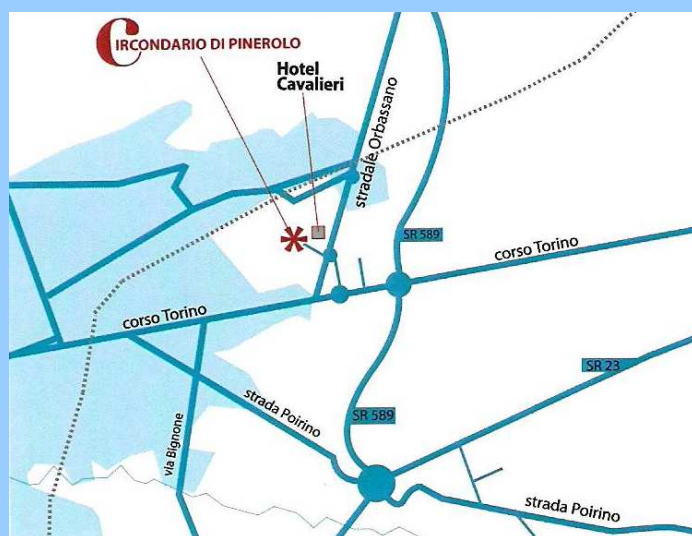 CIRCONDARIO DI PINEROLO
Hotel
Cavalieri
stradale Orbassano
SR 589
corso Torino
corso Torino
SR 23
strada Poirino
SR 589
via Bignone
strada Poirino